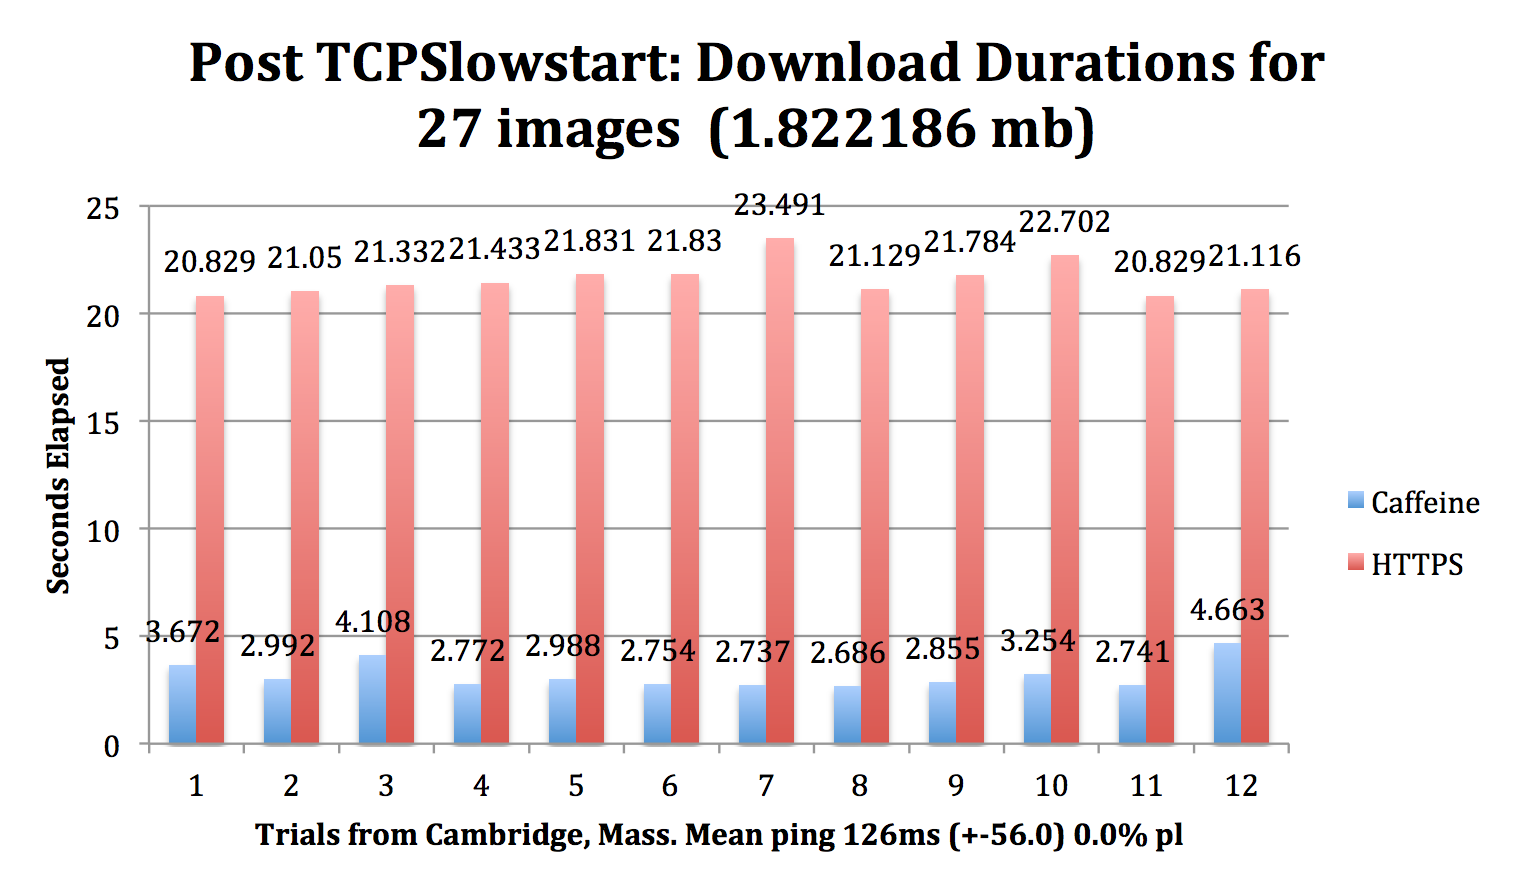 Post TCPSlowstart: Download Durations for
27 images (1.822186 mb)
25
20
15
10
5
0
Seconds Elapsed
20.829 21.05 21.332 21.433 21.831 21.83 23.491 21.129 21.784 22.702 20.829 21.116
3.672 2.992 4.108 2.772 2.988 2.754 2.737 2.686 2.855 3.254 2.741 4.663
1 2 3 4 5 6 7 8 9 10 11 12
Trials from Cambridge, Mass. Mean ping 126ms (+-56.0) 0.0% pl
Caffeine
HTTPS